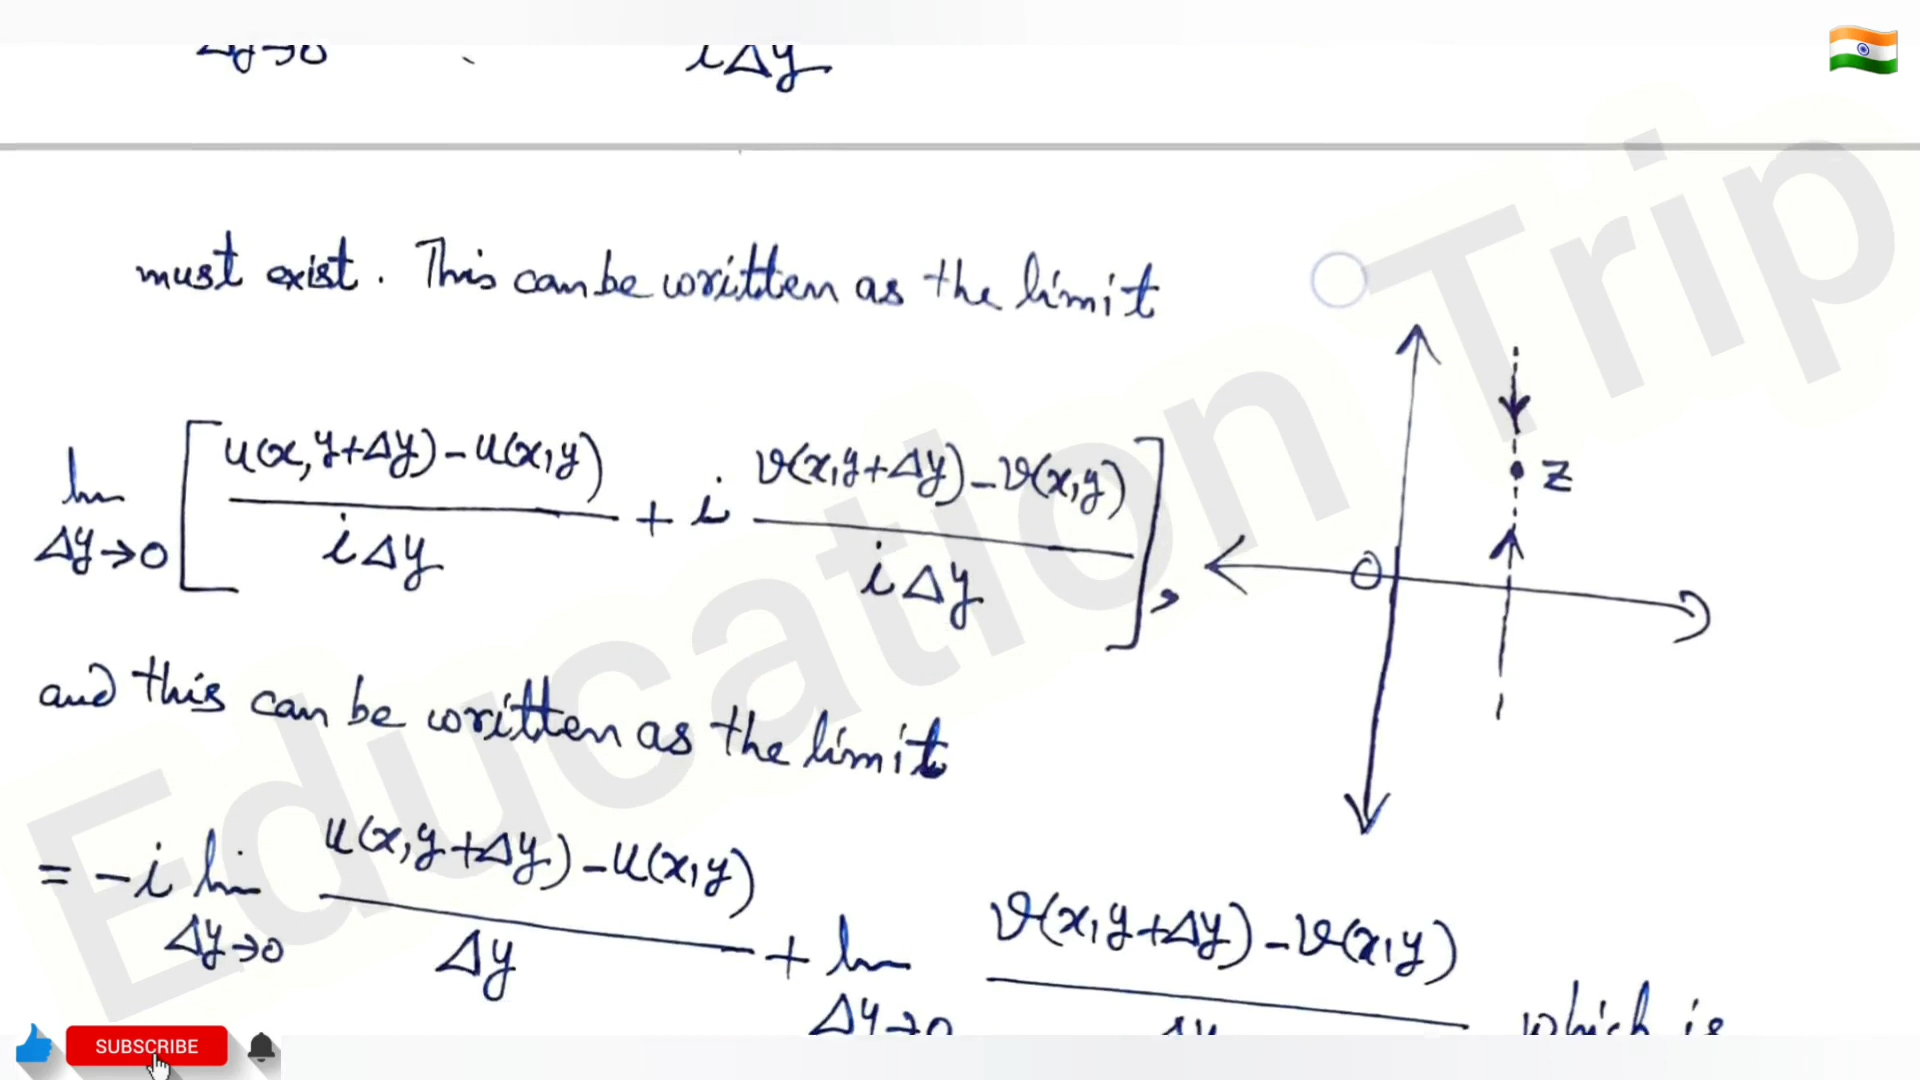 Δy→0 iΔy
must exist. This can be written as the limit
lim Δy→0 [ u(x, y+Δy) - u(x,y) / iΔy + i v(x,y+Δy) - v(x,y) / iΔy ],
O
z
and this can be written as the limit
= -i lim Δy→0 u(x,y+Δy) - u(x,y) / Δy + lim Δy→0 v(x,y+Δy) - v(x,y) / Δy which is
Education Trip
SUBSCRIBE